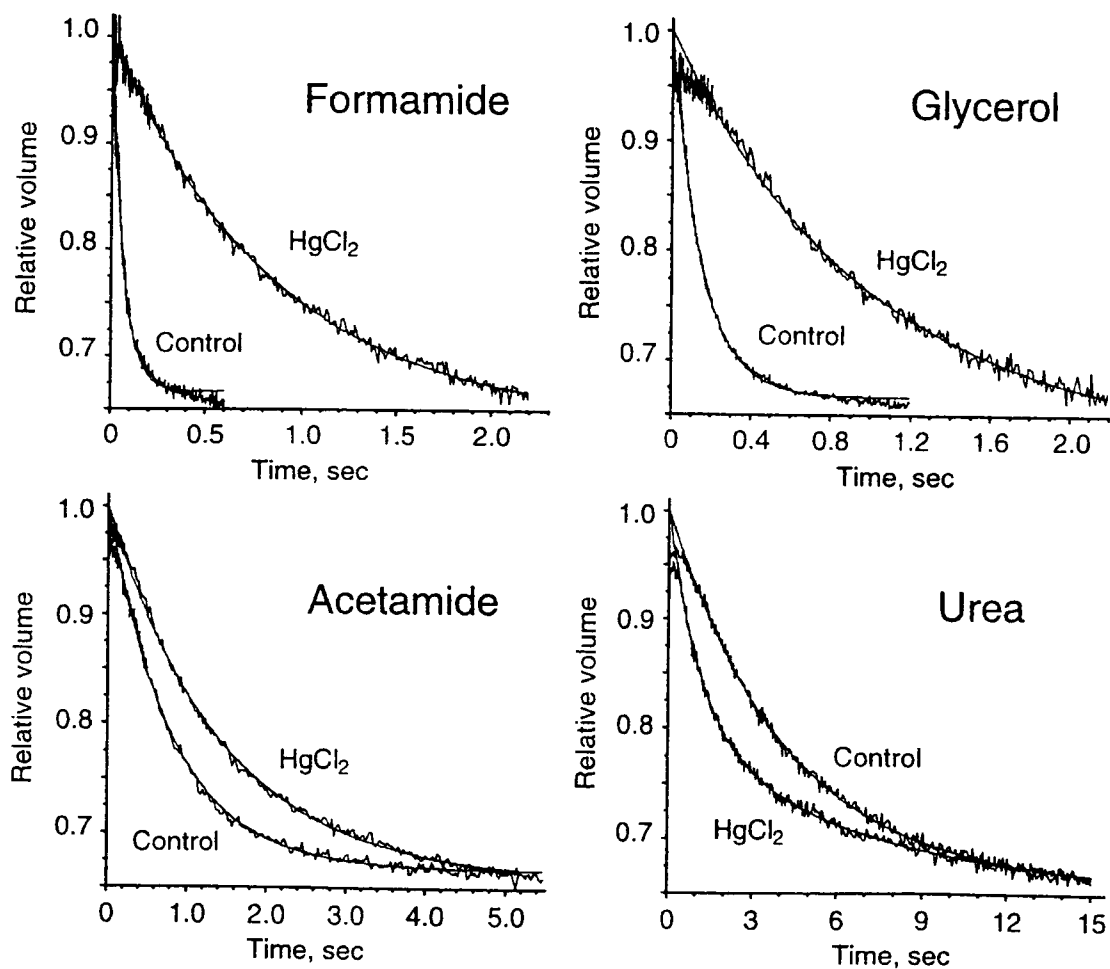 Formamide
Relative volume
1.0
0.9
0.8
0.7
HgCl₂
Control
0 0.5 1.0 1.5 2.0
Time, sec
Glycerol
Relative volume
1.0
0.9
0.8
0.7
HgCl₂
Control
0 0.4 0.8 1.2 1.6 2.0
Time, sec
Acetamide
Relative volume
1.0
0.9
0.8
0.7
HgCl₂
Control
0 1.0 2.0 3.0 4.0 5.0
Time, sec
Urea
Relative volume
1.0
0.9
0.8
0.7
Control
HgCl₂
0 3 6 9 12 15
Time, sec